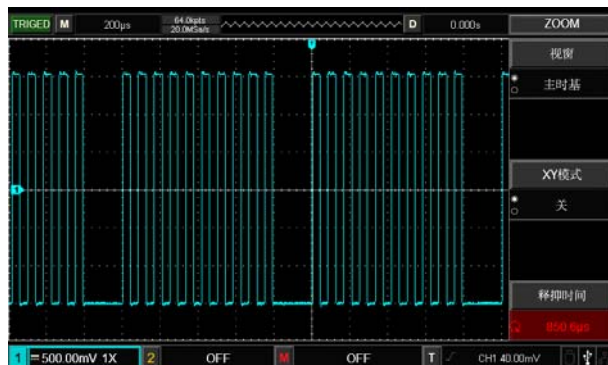 TRIGED M 200μs 64.0kpts 20.0MSa/s D 0.000s ZOOM
视窗
主时基
XY模式
关
释抑时间
850.6μs
1 500.00mV 1X 2 OFF M OFF T CH1 40.00mV